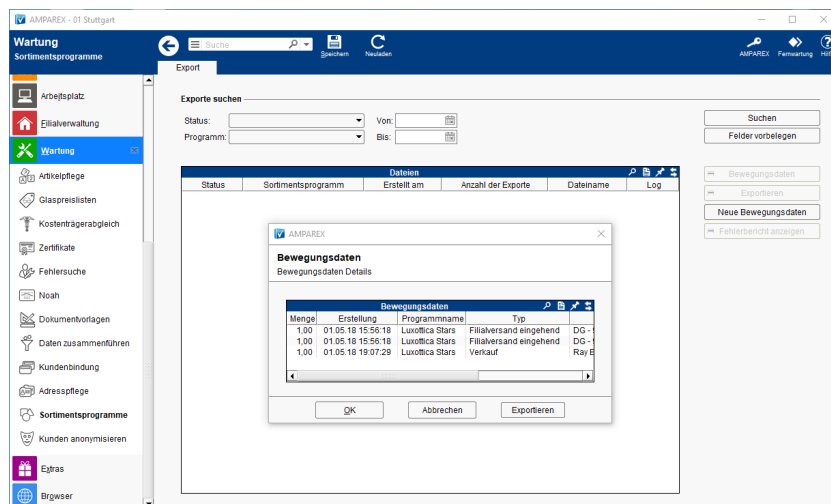 AMPAREX - 01 Stuttgart
Wartung
Sortimentsprogramme
Suche
Speichern
Neuladen
AMPAREX
Fernwartung
Export
Arbeitsplatz
Filialverwaltung
Wartung
Artikelpflege
Glaspreislisten
Kostenträgerabgleich
Zertifikate
Fehlersuche
Noah
Dokumentvorlagen
Daten zusammenführen
Kundenbindung
Adresspflege
Sortimentsprogramme
Kunden anonymisieren
Extras
Browser
Exporte suchen
Status: Von:
Programm: Bis:
Suchen
Felder vorbelegen
Dateien
Status Sortimentsprogramm Erstellt am Anzahl der Exporte Dateiname Log
Bewegungsdaten
Exportieren
Neue Bewegungsdaten
Fehlerbericht anzeigen
AMPAREX
Bewegungsdaten
Bewegungsdaten Details
Bewegungsdaten
Menge Erstellung Programmname Typ
1,00 01.05.18 15:56:18 Luxottica Stars Filialversand eingehend DG -
1,00 01.05.18 15:56:18 Luxottica Stars Filialversand eingehend DG -
1,00 01.05.18 19:07:29 Luxottica Stars Verkauf Ray
OK Abbrechen Exportieren